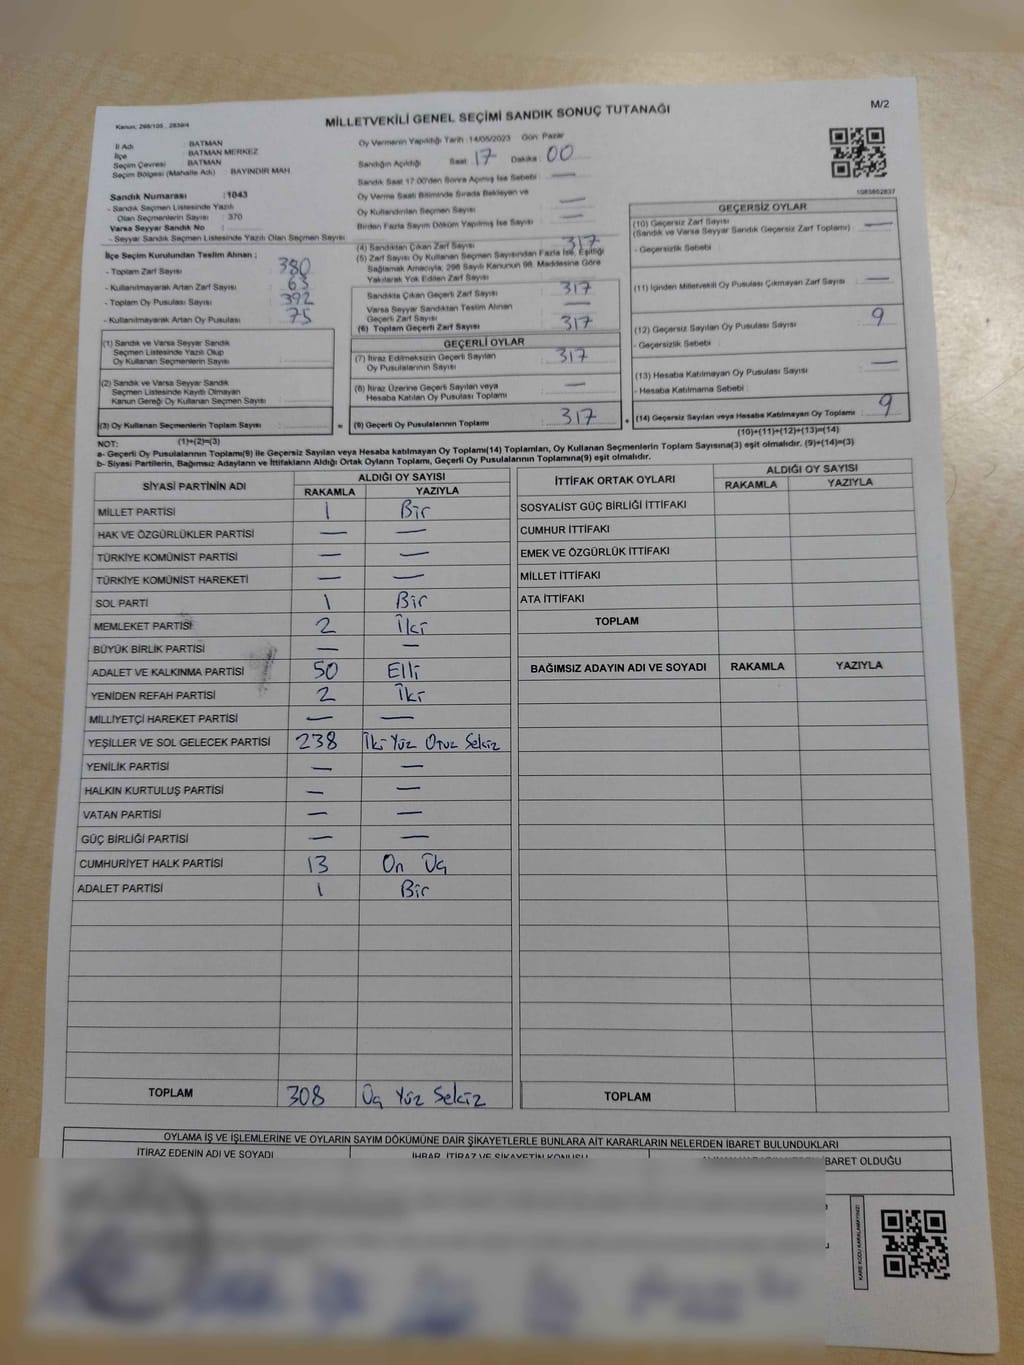 MİLLETVEKİLİ GENEL SEÇİMİ SANDIK SONUÇ TUTANAĞI
M/2
Kanun: 298/105 , 2839/4
İl Adı : BATMAN
İlçe : BATMAN MERKEZ
Seçim Çevresi : BATMAN
Seçim Bölgesi (Mahalle Adı) : BAYINDIR MAH
Sandık Numarası : 1043
- Sandık Seçmen Listesinde Yazılı
Olan Seçmenlerin Sayısı : 370
Varsa Seyyar Sandık No :
- Seyyar Sandık Seçmen Listesinde Yazılı Olan Seçmen Sayısı :
İlçe Seçim Kurulundan Teslim Alınan ;
- Toplam Zarf Sayısı : 380
- Kullanılmayarak Artan Zarf Sayısı : 63
- Toplam Oy Pusulası Sayısı : 392
- Kullanılmayarak Artan Oy Pusulası : 75
(1) Sandık ve Varsa Seyyar Sandık
Seçmen Listesinde Yazılı Olup
Oy Kullanan Seçmenlerin Sayısı :
(2) Sandık ve Varsa Seyyar Sandık
Seçmen Listesinde Kayıtlı Olmayan
Kanun Gereği Oy Kullanan Seçmen Sayısı :
(3) Oy Kullanan Seçmenlerin Toplam Sayısı :
(1)+(2)=(3)
Oy Vermenin Yapıldığı Tarih :14/05/2023 Gün: Pazar
Sandığın Açıldığı Saat : 17 Dakika : 00
Sandık Saat 17:00'den Sonra Açılmış İse Sebebi : —
Oy Verme Saati Bitiminde Sırada Bekleyen ve
Oy Kullandırılan Seçmen Sayısı : —
Birden Fazla Sayım Döküm Yapılmış İse Sayısı : —
(4) Sandıktan Çıkan Zarf Sayısı : 317
(5) Zarf Sayısı Oy Kullanan Seçmen Sayısından Fazla İse, Eşitliği
Sağlamak Amacıyla, 298 Sayılı Kanunun 98. Maddesine Göre
Yakılarak Yok Edilen Zarf Sayısı :
Sandıkta Çıkan Geçerli Zarf Sayısı : 317
Varsa Seyyar Sandıktan Teslim Alınan
Geçerli Zarf Sayısı : —
(6) Toplam Geçerli Zarf Sayısı : 317
GEÇERLİ OYLAR
(7) İtiraz Edilmeksizin Geçerli Sayılan
Oy Pusulalarının Sayısı : 317
(8) İtiraz Üzerine Geçerli Sayılan veya
Hesaba Katılan Oy Pusulası Toplamı : —
(9) Geçerli Oy Pusulalarının Toplamı : 317
1083802837
GEÇERSİZ OYLAR
(10) Geçersiz Zarf Sayısı
(Sandık ve Varsa Seyyar Sandık Geçersiz Zarf Toplamı) : —
- Geçersizlik Sebebi :
(11) İçinden Milletvekili Oy Pusulası Çıkmayan Zarf Sayısı : —
(12) Geçersiz Sayılan Oy Pusulası Sayısı : 9
- Geçersizlik Sebebi :
(13) Hesaba Katılmayan Oy Pusulası Sayısı : —
- Hesaba Katılmama Sebebi :
(14) Geçersiz Sayılan veya Hesaba Katılmayan Oy Toplamı : 9
(10)+(11)+(12)+(13)=(14)
NOT:
a- Geçerli Oy Pusulaların Toplamı(9) ile Geçersiz Sayılan veya Hesaba katılmayan Oy Toplamı(14) Toplamları, Oy Kullanan Seçmenlerin Toplam Sayısına(3) eşit olmalıdır. (9)+(14)=(3)
b- Siyasi Partilerin, Bağımsız Adayların ve İttifakların Aldığı Ortak Oyların Toplamı, Geçerli Oy Pusulalarının Toplamına(9) eşit olmalıdır.
SİYASİ PARTİNİN ADI ALDIĞI OY SAYISI
RAKAMLA YAZIYLA
MİLLET PARTİSİ 1 Bir
HAK VE ÖZGÜRLÜKLER PARTİSİ — —
TÜRKİYE KOMÜNİST PARTİSİ — —
TÜRKİYE KOMÜNİST HAREKETİ — —
SOL PARTİ 1 Bir
MEMLEKET PARTİSİ 2 İki
BÜYÜK BİRLİK PARTİSİ — —
ADALET VE KALKINMA PARTİSİ 50 Elli
YENİDEN REFAH PARTİSİ 2 İki
MİLLİYETÇİ HAREKET PARTİSİ — —
YEŞİLLER VE SOL GELECEK PARTİSİ 238 İki Yüz Otuz Sekiz
YENİLİK PARTİSİ — —
HALKIN KURTULUŞ PARTİSİ — —
VATAN PARTİSİ — —
GÜÇ BİRLİĞİ PARTİSİ — —
CUMHURİYET HALK PARTİSİ 13 On Üç
ADALET PARTİSİ 1 Bir
TOPLAM 308 Üç Yüz Sekiz
İTTİFAK ORTAK OYLARI ALDIĞI OY SAYISI
RAKAMLA YAZIYLA
SOSYALİST GÜÇ BİRLİĞİ İTTİFAKI
CUMHUR İTTİFAKI
EMEK VE ÖZGÜRLÜK İTTİFAKI
MİLLET İTTİFAKI
ATA İTTİFAKI
TOPLAM
BAĞIMSIZ ADAYIN ADI VE SOYADI RAKAMLA YAZIYLA
TOPLAM
OYLAMA İŞ VE İŞLEMLERİNE VE OYLARIN SAYIM DÖKÜMÜNE DAİR ŞİKAYETLERLE BUNLARA AİT KARARLARIN NELERDEN İBARET BULUNDUKLARI
İTİRAZ EDENİN ADI VE SOYADI
İHBAR, İTİRAZ VE ŞİKAYETİN KONUSU
İBARET OLDUĞU
KARE KODU KARALAMAYINIZ!